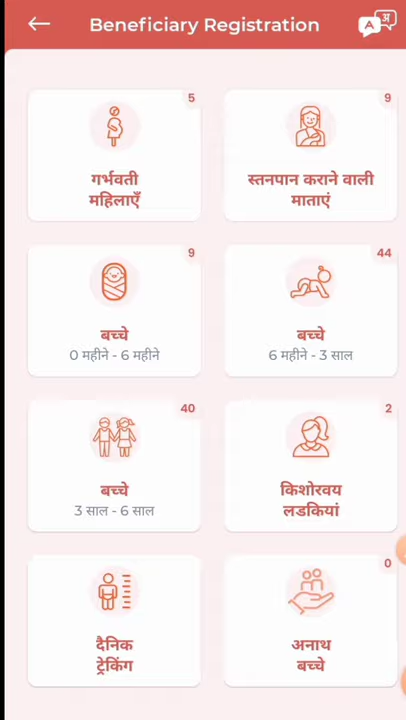 Beneficiary Registration
A अ
5
गर्भवती
महिलाएँ
9
स्तनपान कराने वाली
माताएं
9
बच्चे
0 महीने - 6 महीने
44
बच्चे
6 महीने - 3 साल
40
बच्चे
3 साल - 6 साल
2
किशोरवय
लडकियां
दैनिक
ट्रेकिंग
0
अनाथ
बच्चे